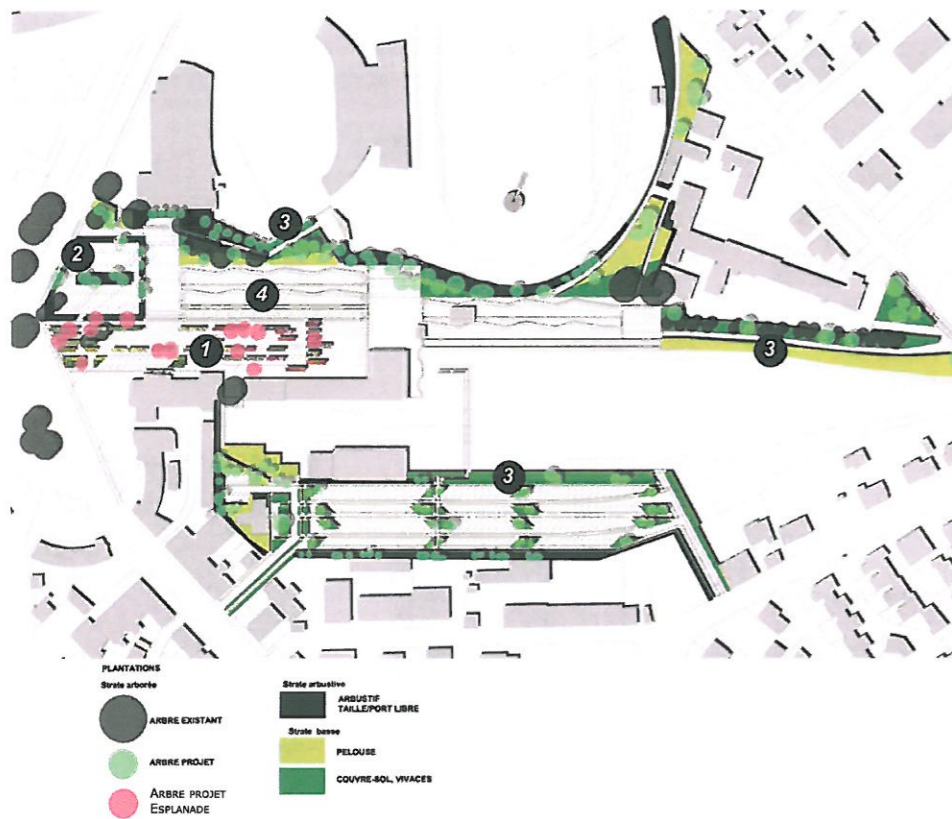 3
2
4
1
3
3
PLANTATIONS
Strate arborée
ARBRE EXISTANT
ARBRE PROJET
ARBRE PROJET
ESPLANADE
Strate arbustive
ARBUSTIF
TAILLE/PORT LIBRE
Strate basse
PELOUSE
COUVRE-SOL, VIVACES